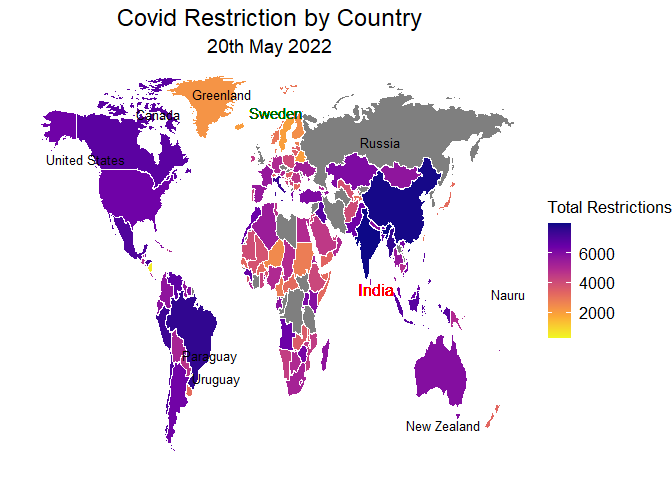 Covid Restriction by Country
20th May 2022
Greenland
Canada
Sweden
Russia
United States
Total Restrictions
6000
4000
2000
India
Nauru
Paraguay
Uruguay
New Zealand